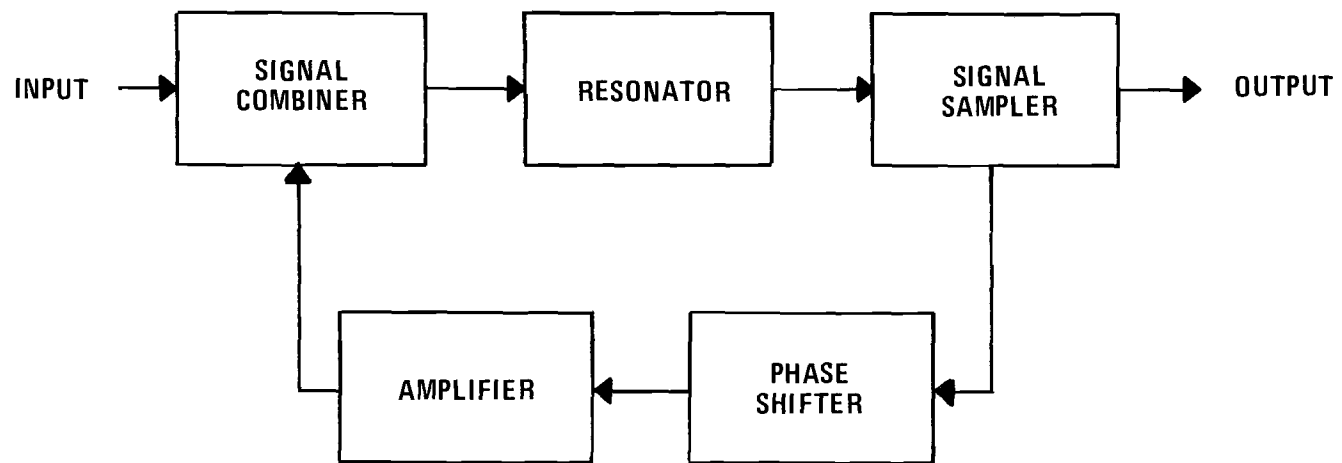 INPUT
SIGNAL
COMBINER
RESONATOR
SIGNAL
SAMPLER
OUTPUT
AMPLIFIER
PHASE
SHIFTER